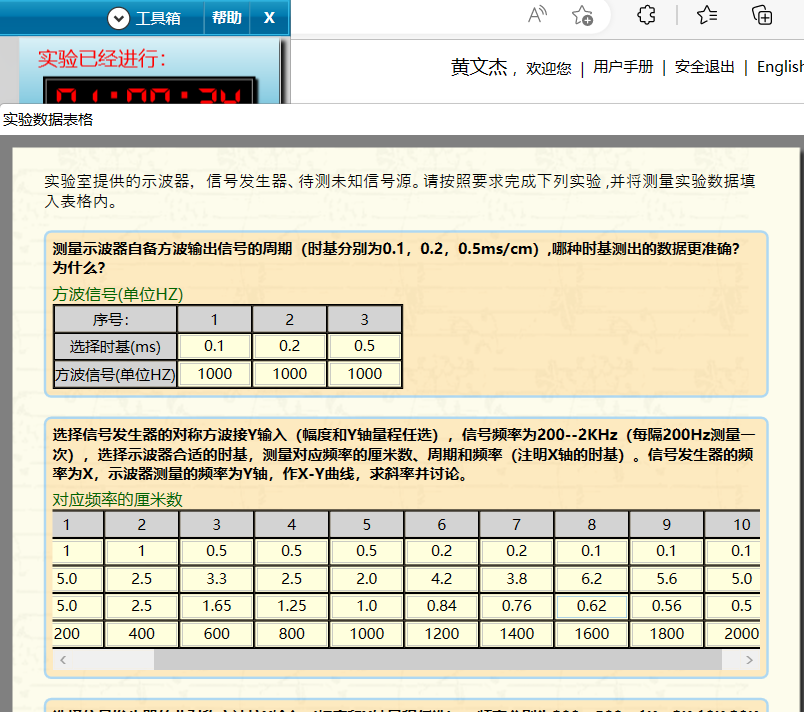 工具箱 帮助 X
实验已经进行：
黄文杰 ，欢迎您 | 用户手册 | 安全退出 | English
实验数据表格
实验室提供的示波器， 信号发生器、待测未知信号源。请按照要求完成下列实验,并将测量实验数据填
入表格内。
测量示波器自备方波输出信号的周期（时基分别为0.1，0.2，0.5ms/cm）,哪种时基测出的数据更准确?
为什么?
方波信号(单位HZ)
序号： 1 2 3
选择时基(ms) 0.1 0.2 0.5
方波信号(单位HZ) 1000 1000 1000
选择信号发生器的对称方波接Y输入（幅度和Y轴量程任选），信号频率为200--2KHz（每隔200Hz测量一
次），选择示波器合适的时基，测量对应频率的厘米数、周期和频率（注明X轴的时基）。信号发生器的频
率为X，示波器测量的频率为Y轴，作X-Y曲线，求斜率并讨论。
对应频率的厘米数
1 2 3 4 5 6 7 8 9 10
1 1 0.5 0.5 0.5 0.2 0.2 0.1 0.1 0.1
5.0 2.5 3.3 2.5 2.0 4.2 3.8 6.2 5.6 5.0
5.0 2.5 1.65 1.25 1.0 0.84 0.76 0.62 0.56 0.5
200 400 600 800 1000 1200 1400 1600 1800 2000